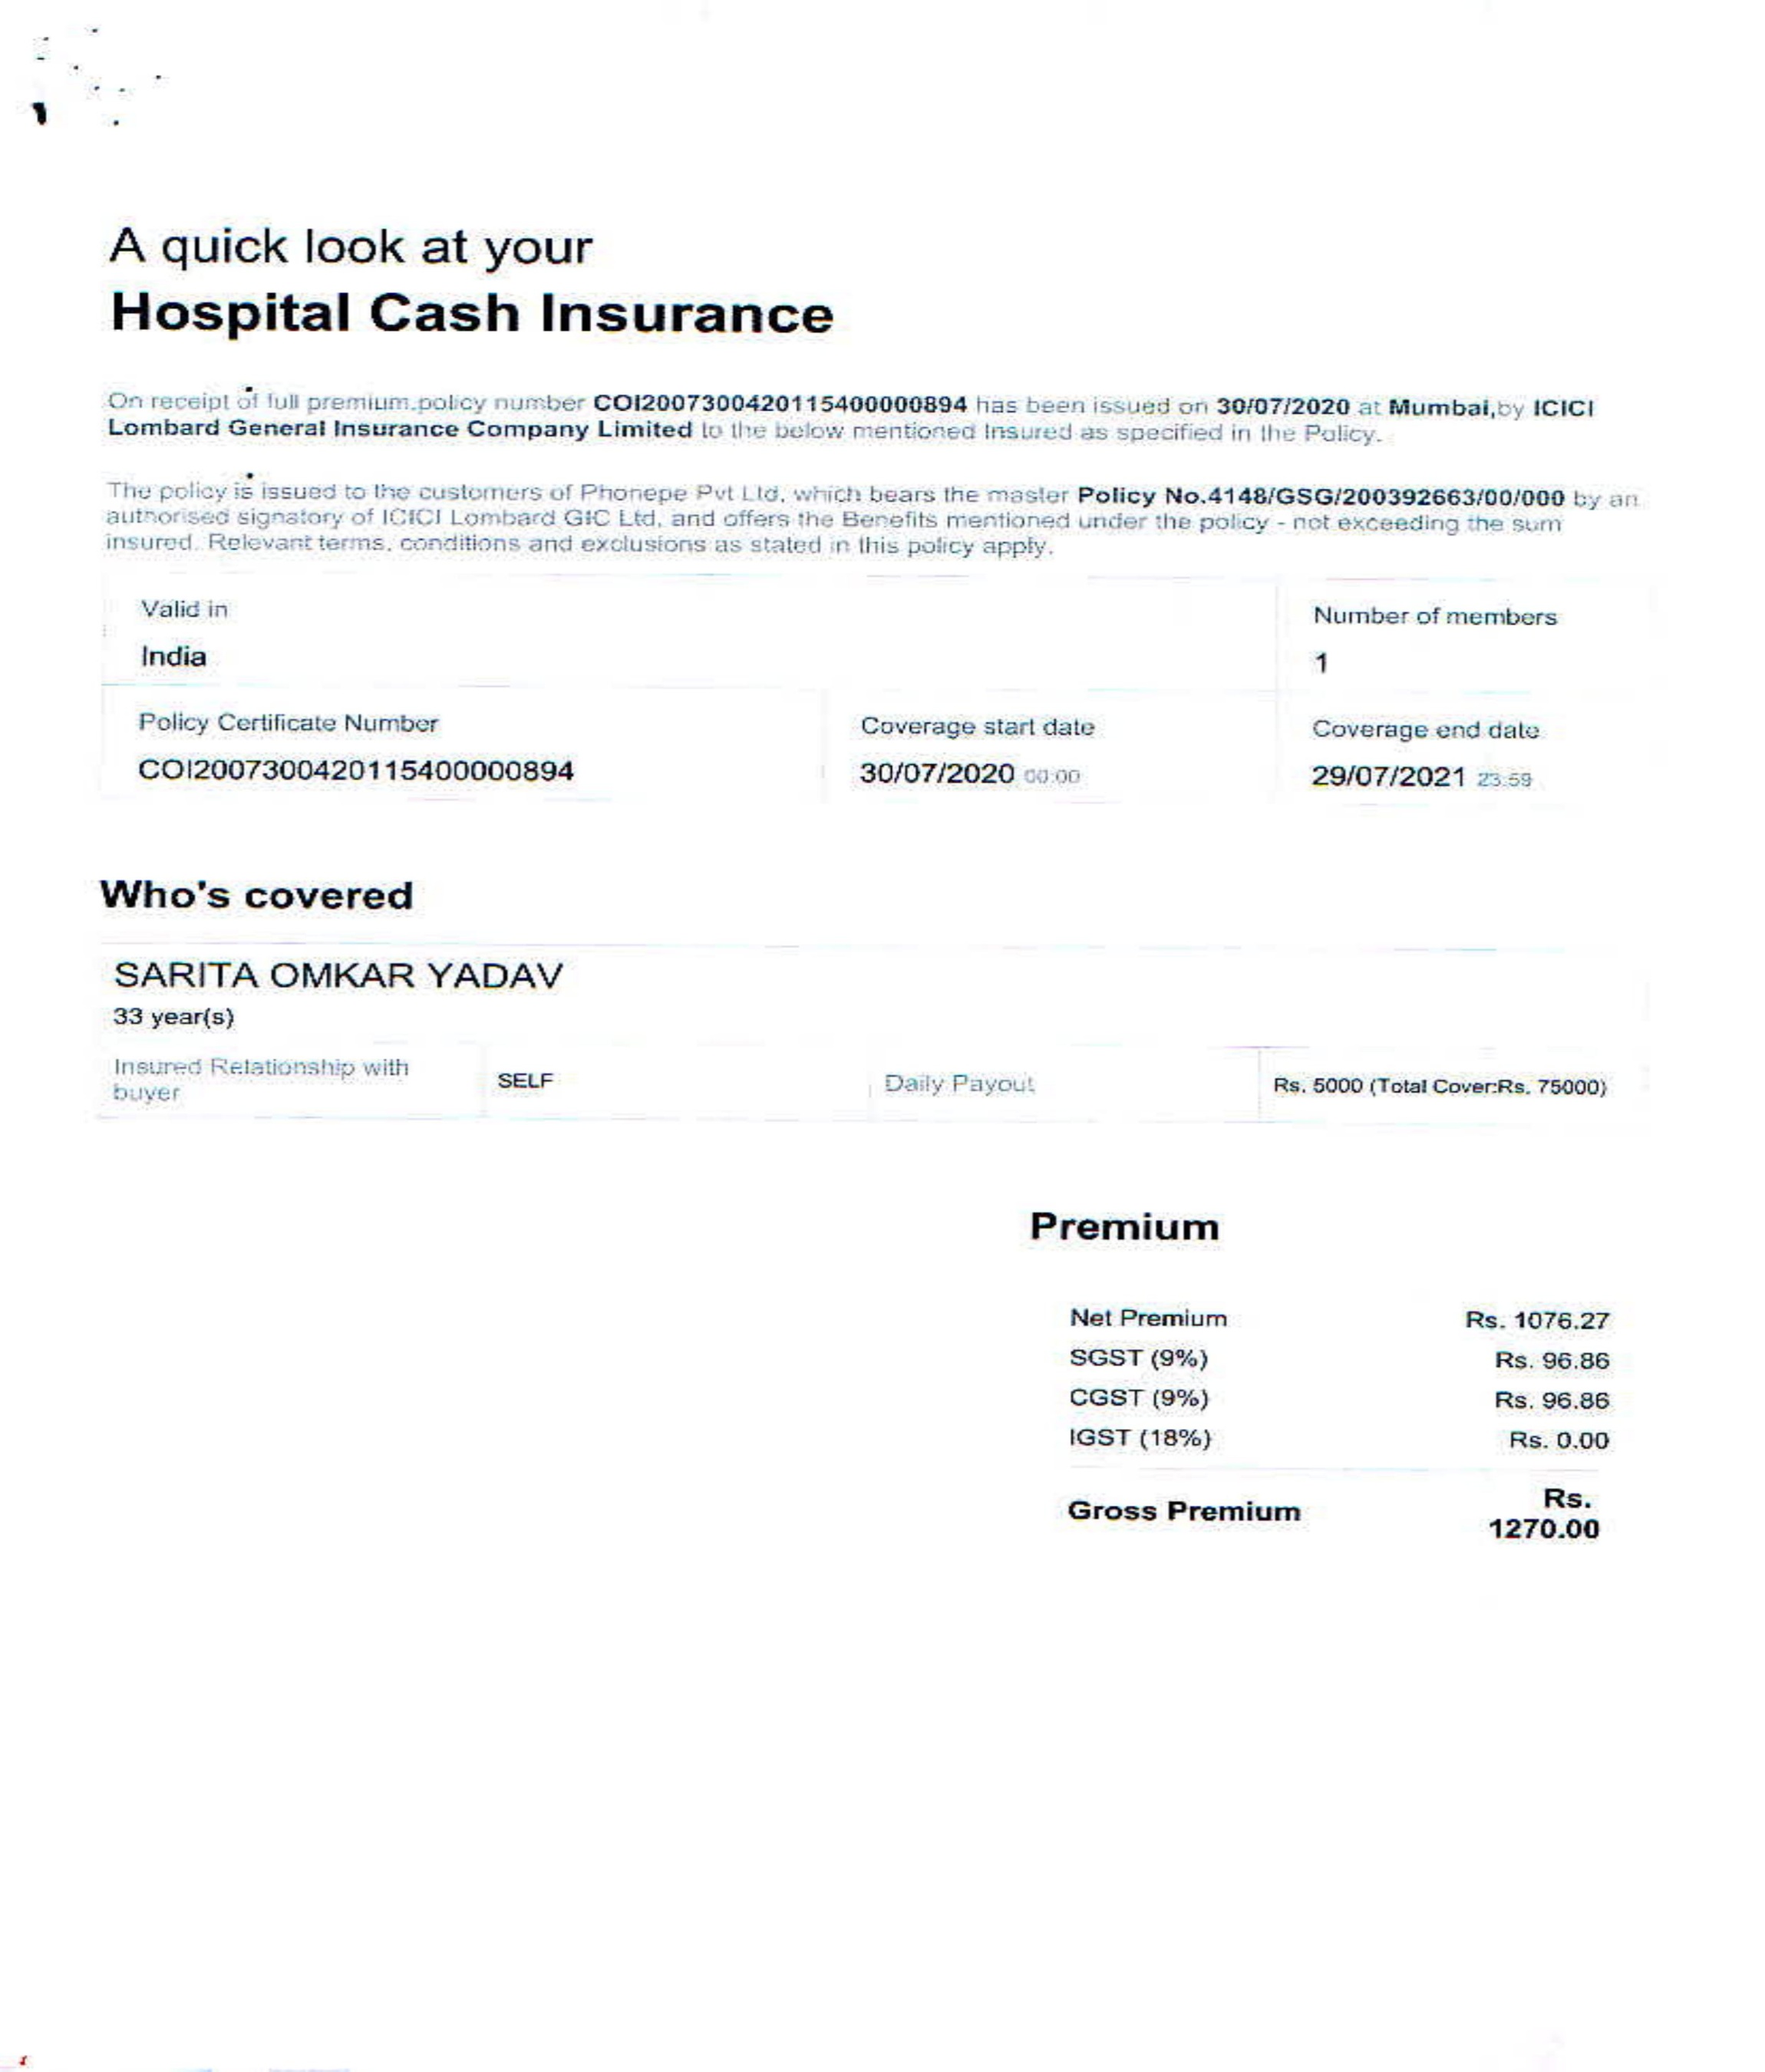 A quick look at your
Hospital Cash Insurance
On receipt of full premium,policy number COI20073004201154000000894 has been issued on 30/07/2020 at Mumbai,by ICICI
Lombard General Insurance Company Limited to the below mentioned Insured as specified in the Policy.
The policy is issued to the customers of Phonepe Pvt Ltd, which bears the master Policy No.4148/GSG/200392663/00/000 by an
authorised signatory of ICICI Lombard GIC Ltd, and offers the Benefits mentioned under the policy - not exceeding the sum
insured. Relevant terms, conditions and exclusions as stated in this policy apply.
Valid in
Number of members
India
1
Policy Certificate Number
Coverage start date
Coverage end date
COI20073004201154000000894
30/07/2020 00:00
29/07/2021 23:59
Who's covered
SARITA OMKAR YADAV
33 year(s)
Insured Relationship with
buyer
SELF
Daily Payout
Rs. 5000 (Total Cover:Rs. 75000)
Premium
Net Premium Rs. 1076.27
SGST (9%) Rs. 96.86
CGST (9%) Rs. 96.86
IGST (18%) Rs. 0.00
Gross Premium Rs.
1270.00